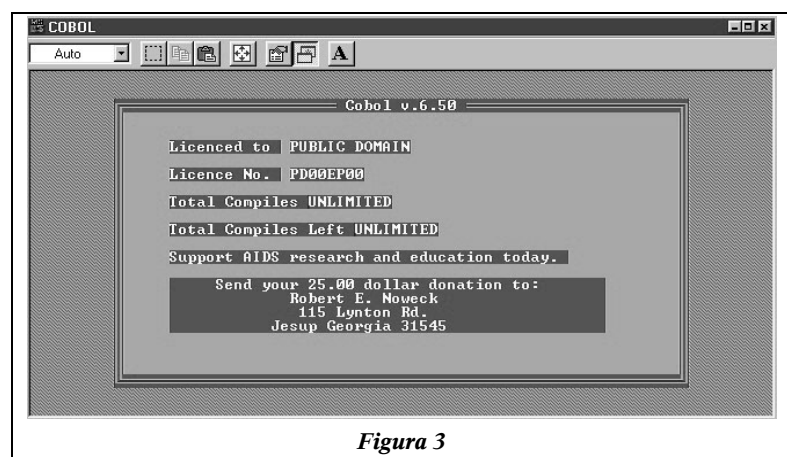 COBOL
Auto
A
Cobol v.6.50
Licenced to PUBLIC DOMAIN
Licence No. PD00EP00
Total Compiles UNLIMITED
Total Compiles Left UNLIMITED
Support AIDS research and education today.
Send your 25.00 dollar donation to:
Robert E. Noweck
115 Lynton Rd.
Jesup Georgia 31545
Figura 3